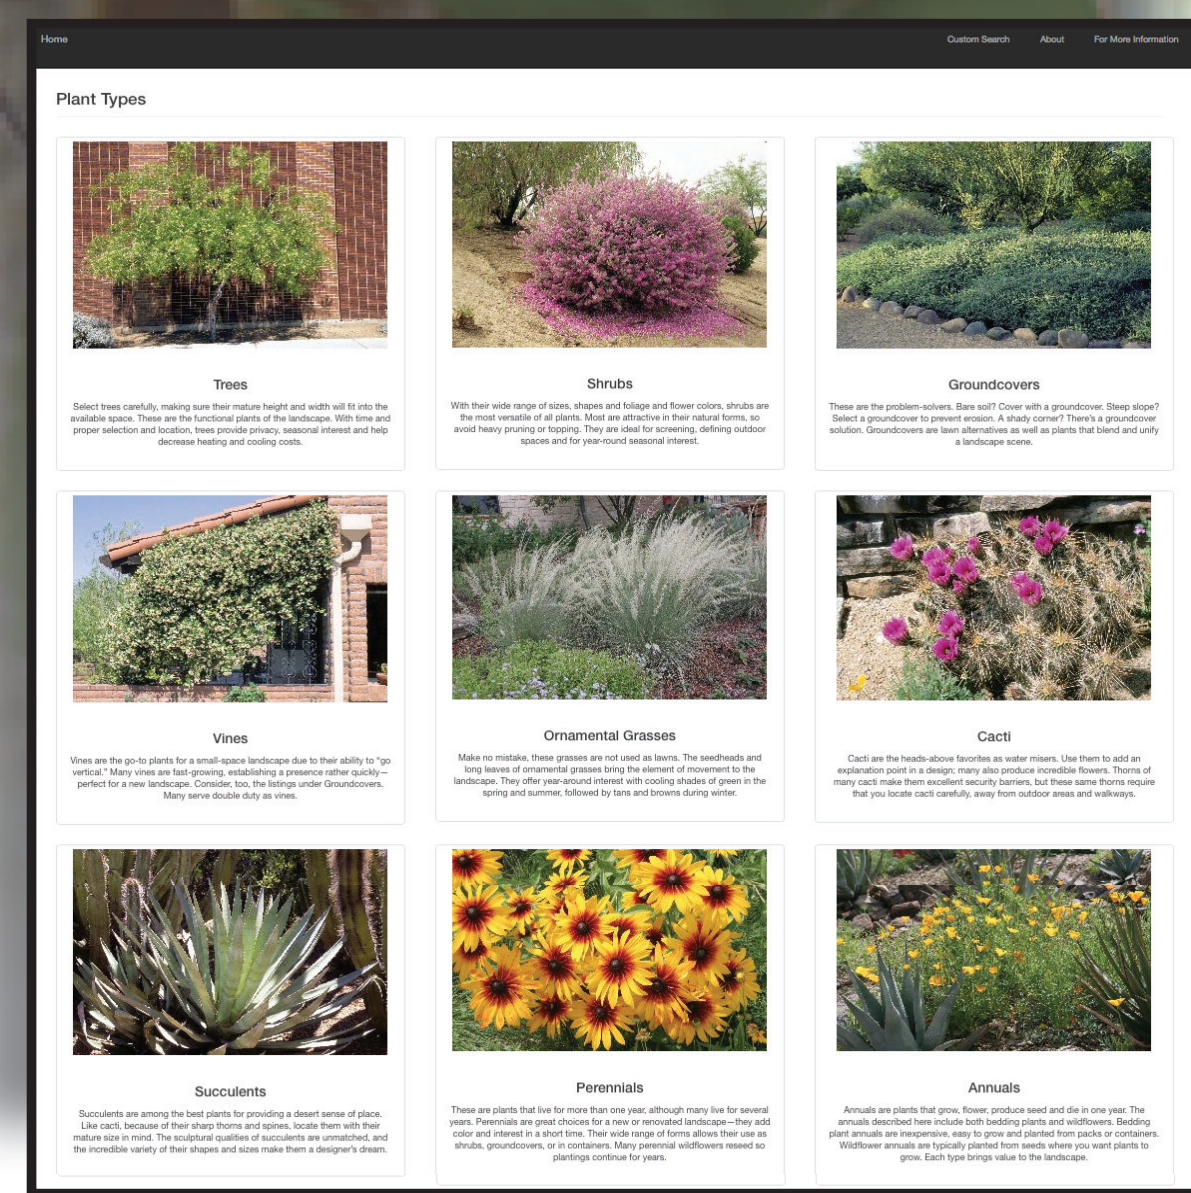 Home
Custom Search
About
For More Information
Plant Types
Trees
Select trees carefully, making sure their mature height and width will fit into the
available space. These are the functional plants of the landscape. With time and
proper selection and location, trees provide privacy, seasonal interest and help
decrease heating and cooling costs.
Shrubs
With their wide range of sizes, shapes and foliage and flower colors, shrubs are
the most versatile of all plants. Most are attractive in their natural forms, so
avoid heavy pruning or topping. They are ideal for screening, defining outdoor
spaces and for year-round seasonal interest.
Groundcovers
These are the problem-solvers. Bare soil? Cover with a groundcover. Steep slope?
Select a groundcover to prevent erosion. A shady corner? There's a groundcover
solution. Groundcovers are lawn alternatives as well as plants that blend and unify
a landscape scene.
Vines
Vines are the go-to plants for a small-space landscape due to their ability to “go
vertical.” Many vines are fast-growing, establishing a presence rather quickly—
perfect for a new landscape. Consider, too, the listings under Groundcovers.
Many serve double duty as vines.
Ornamental Grasses
Make no mistake, these grasses are not used as lawns. The seedheads and
long leaves of ornamental grasses bring the element of movement to the
landscape. They offer year-around interest with cooling shades of green in the
spring and summer, followed by tans and browns during winter.
Cacti
Cacti are the heads-above favorites as water misers. Use them to add an
explanation point in a design; many also produce incredible flowers. Thorns of
many cacti make them excellent security barriers, but these same thorns require
that you locate cacti carefully, away from outdoor areas and walkways.
Succulents
Succulents are among the best plants for providing a desert sense of place.
Like cacti, because of their sharp thorns and spines, locate them with their
mature size in mind. The sculptural qualities of succulents are unmatched, and
the incredible variety of their shapes and sizes make them a designer's dream.
Perennials
These are plants that live for more than one year, although many live for several
years. Perennials are great choices for a new or renovated landscape—they add
color and interest in a short time. Their wide range of forms allows their use as
shrubs, groundcovers, or in containers. Many perennial wildflowers reseed so
plantings continue for years.
Annuals
Annuals are plants that grow, flower, produce seed and die in one year. The
annuals described here include both bedding plants and wildflowers. Bedding
plant annuals are inexpensive, easy to grow and planted from packs or containers.
Wildflower annuals are typically planted from seeds where you want plants to
grow. Each type brings value to the landscape.